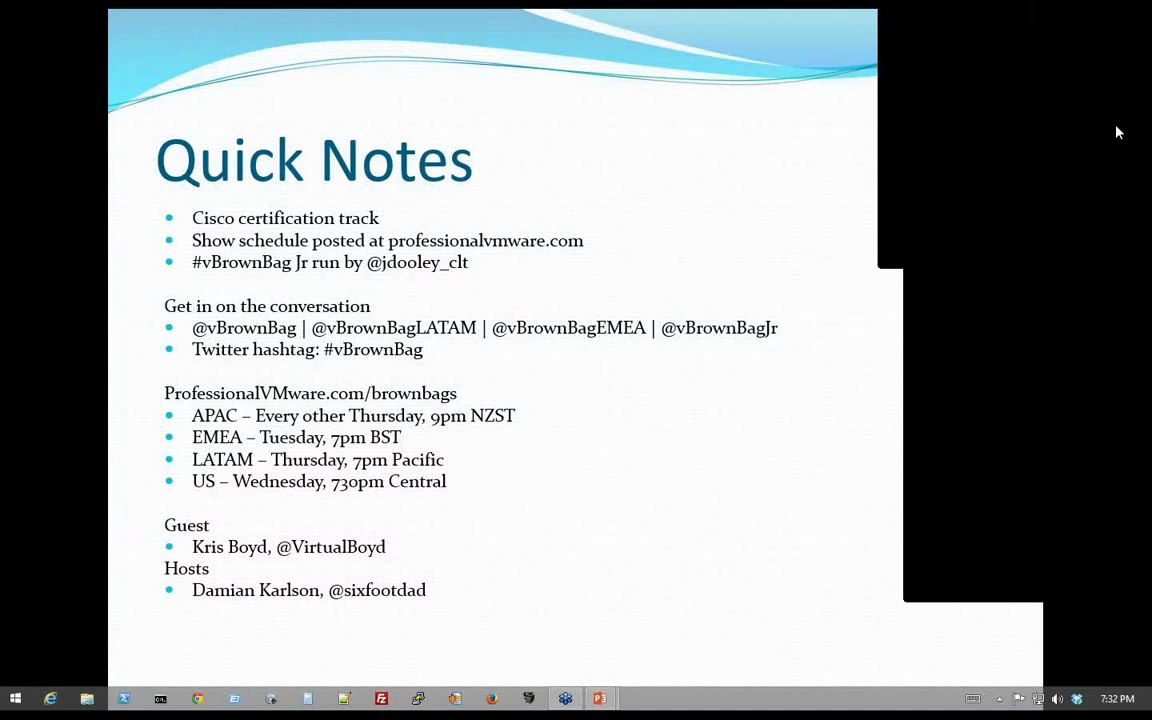 Quick Notes
Cisco certification track
Show schedule posted at professionalvmware.com
#vBrownBag Jr run by @jdooley_clt
Get in on the conversation
@vBrownBag | @vBrownBagLATAM | @vBrownBagEMEA | @vBrownBagJr
Twitter hashtag: #vBrownBag
ProfessionalVMware.com/brownbags
APAC – Every other Thursday, 9pm NZST
EMEA – Tuesday, 7pm BST
LATAM – Thursday, 7pm Pacific
US – Wednesday, 730pm Central
Guest
Kris Boyd, @VirtualBoyd
Hosts
Damian Karlson, @sixfootdad
7:32 PM